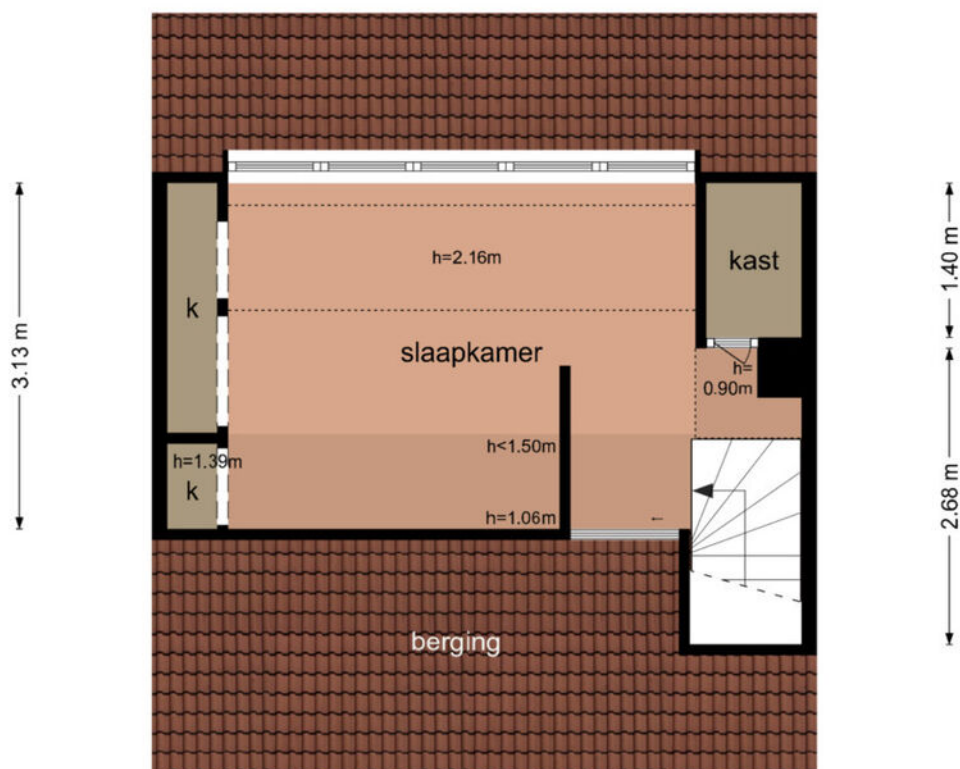 h=2.16m
kast
1.40 m
3.13 m
k
slaapkamer
h=
0.90m
h<1.50m
h=1.39m
k
h=1.06m
2.68 m
berging